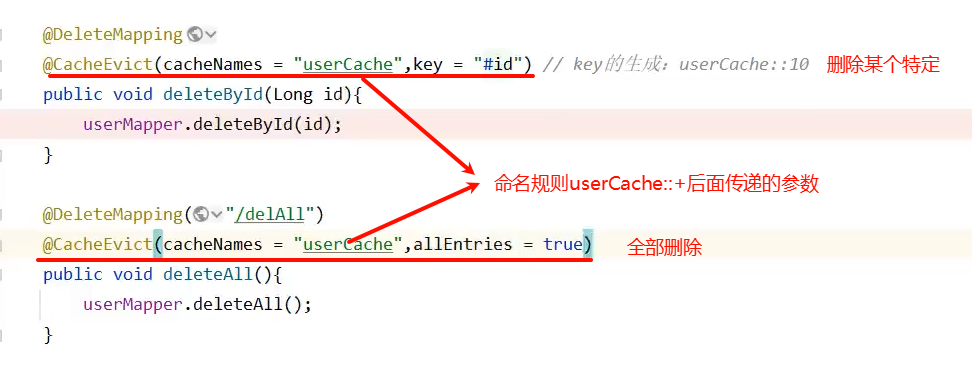 @DeleteMapping
@CacheEvict(cacheNames = "userCache",key = "#id") // key的生成：userCache::10 删除某个特定
public void deleteById(Long id){
userMapper.deleteById(id);
}
命名规则userCache::+后面传递的参数
@DeleteMapping("/delAll")
@CacheEvict(cacheNames = "userCache",allEntries = true) 全部删除
public void deleteAll(){
userMapper.deleteAll();
}